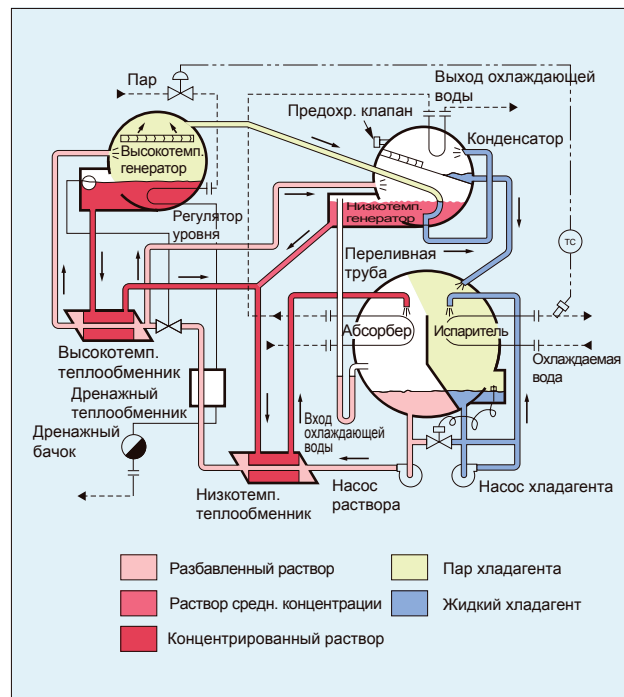 Пар
Выход охлаждающей
воды
Предохр. клапан
Конденсатор
Высокотемп.
генератор
Регулятор
уровня
Низкотемп.
генератор
Переливная
труба
TC
Абсорбер
Испаритель
Высокотемп.
теплообменник
Охлаждаемая
вода
Дренажный
теплообменник
Дренажный
бачок
Вход
охлаждающей
воды
Низкотемп.
теплообменник
Насос
раствора
Насос хладагента
Разбавленный раствор
Пар хладагента
Раствор средн. концентрации
Жидкий хладагент
Концентрированный раствор